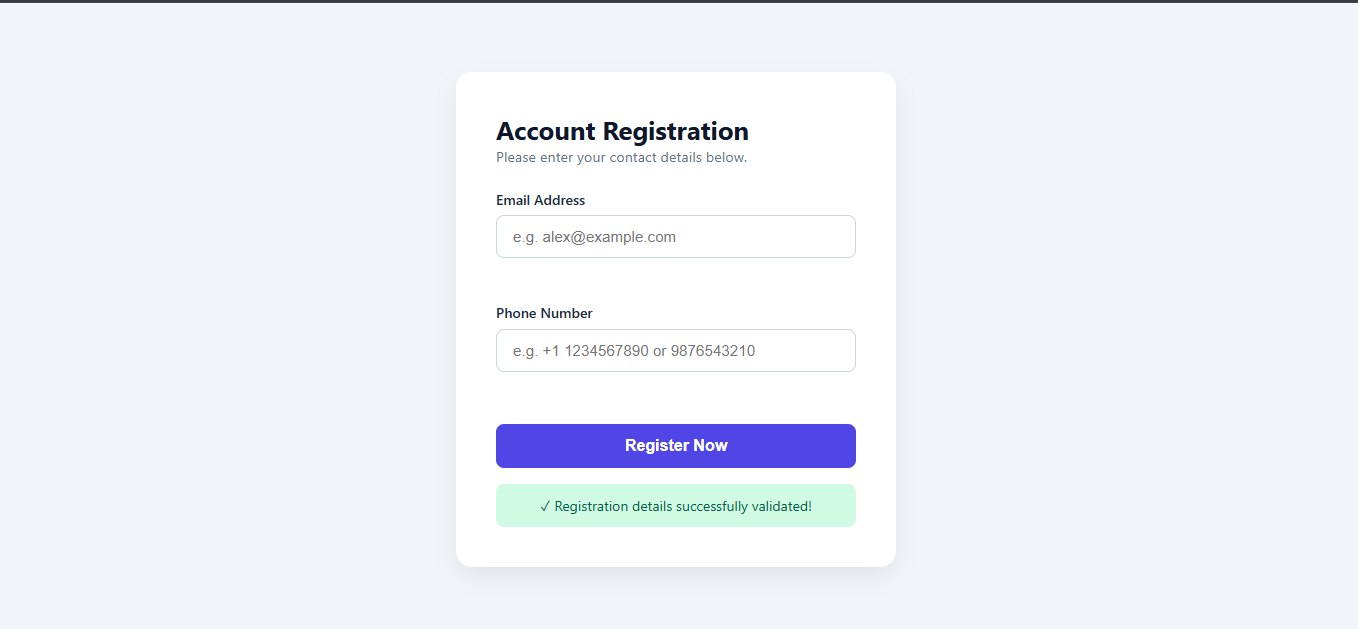 Account Registration
Please enter your contact details below.
Email Address
e.g. alex@example.com
Phone Number
e.g. +1 1234567890 or 9876543210
Register Now
✓ Registration details successfully validated!